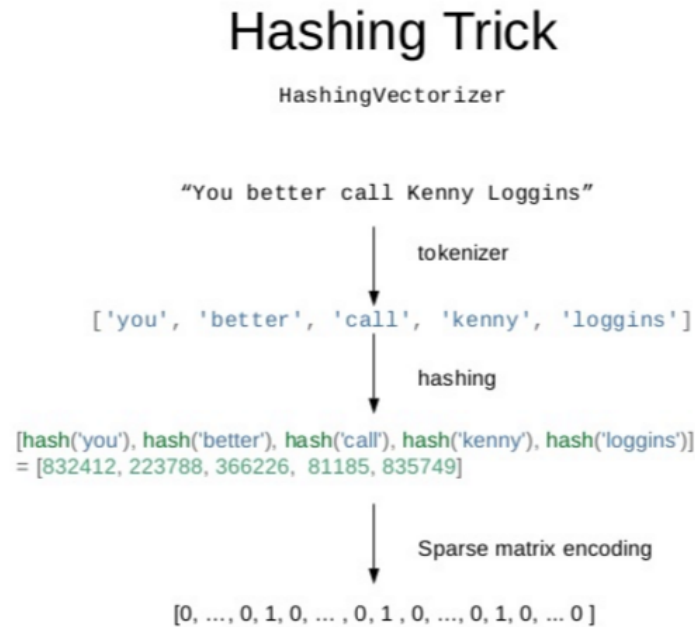 Hashing Trick
HashingVectorizer
“You better call Kenny Loggins”
tokenizer
['you', 'better', 'call', 'kenny', 'loggins']
hashing
[hash('you'), hash('better'), hash('call'), hash('kenny'), hash('loggins')]
= [832412, 223788, 366226, 81185, 835749]
Sparse matrix encoding
[0, ..., 0, 1, 0, ... , 0, 1 , 0, ..., 0, 1, 0, ... 0 ]